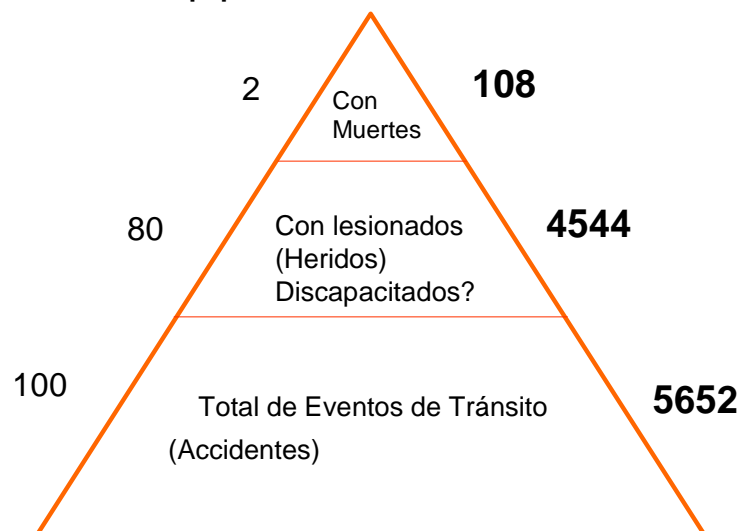 2
108
Con
Muertes
80
4544
Con lesionados
(Heridos)
Discapacitados?
100
5652
Total de Eventos de Tránsito
(Accidentes)